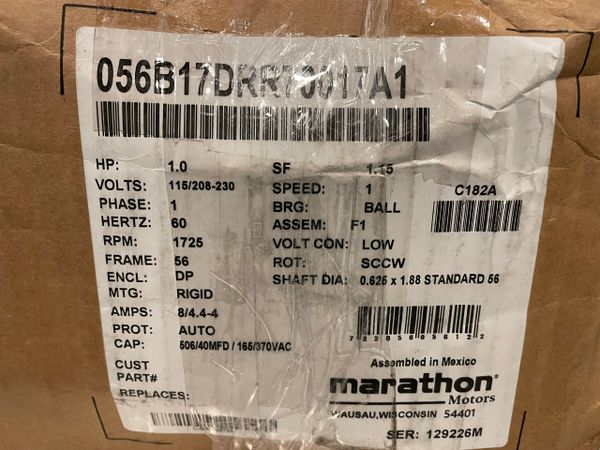 056B17DRR70017A1
HP: 1.0 SF 1.15
VOLTS: 115/208-230 SPEED: 1 C182A
PHASE: 1 BRG: BALL
HERTZ: 60 ASSEM: F1
RPM: 1725 VOLT CON: LOW
FRAME: 56 ROT: SCCW
ENCL: DP SHAFT DIA: 0.625 x 1.88 STANDARD 56
MTG: RIGID
AMPS: 8/4.4-4
PROT: AUTO
CAP: 506/40MFD / 165/370VAC
CUST
PART#
REPLACES:
Assembled in Mexico
marathon®
Motors
WAUSAU, WISCONSIN 54401
SER: 129226M